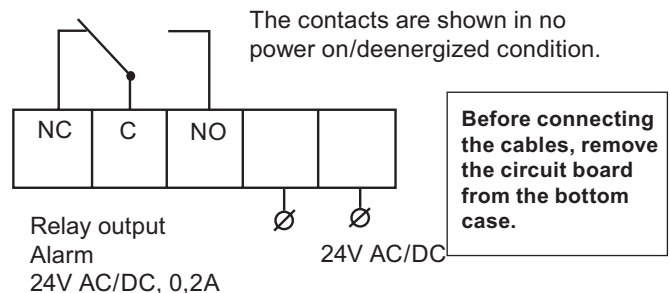 The contacts are shown in no
power on/deenergized condition.
NC C NO
Before connecting
the cables, remove
the circuit board
from the bottom
case.
Relay output
Alarm
24V AC/DC, 0,2A
24V AC/DC